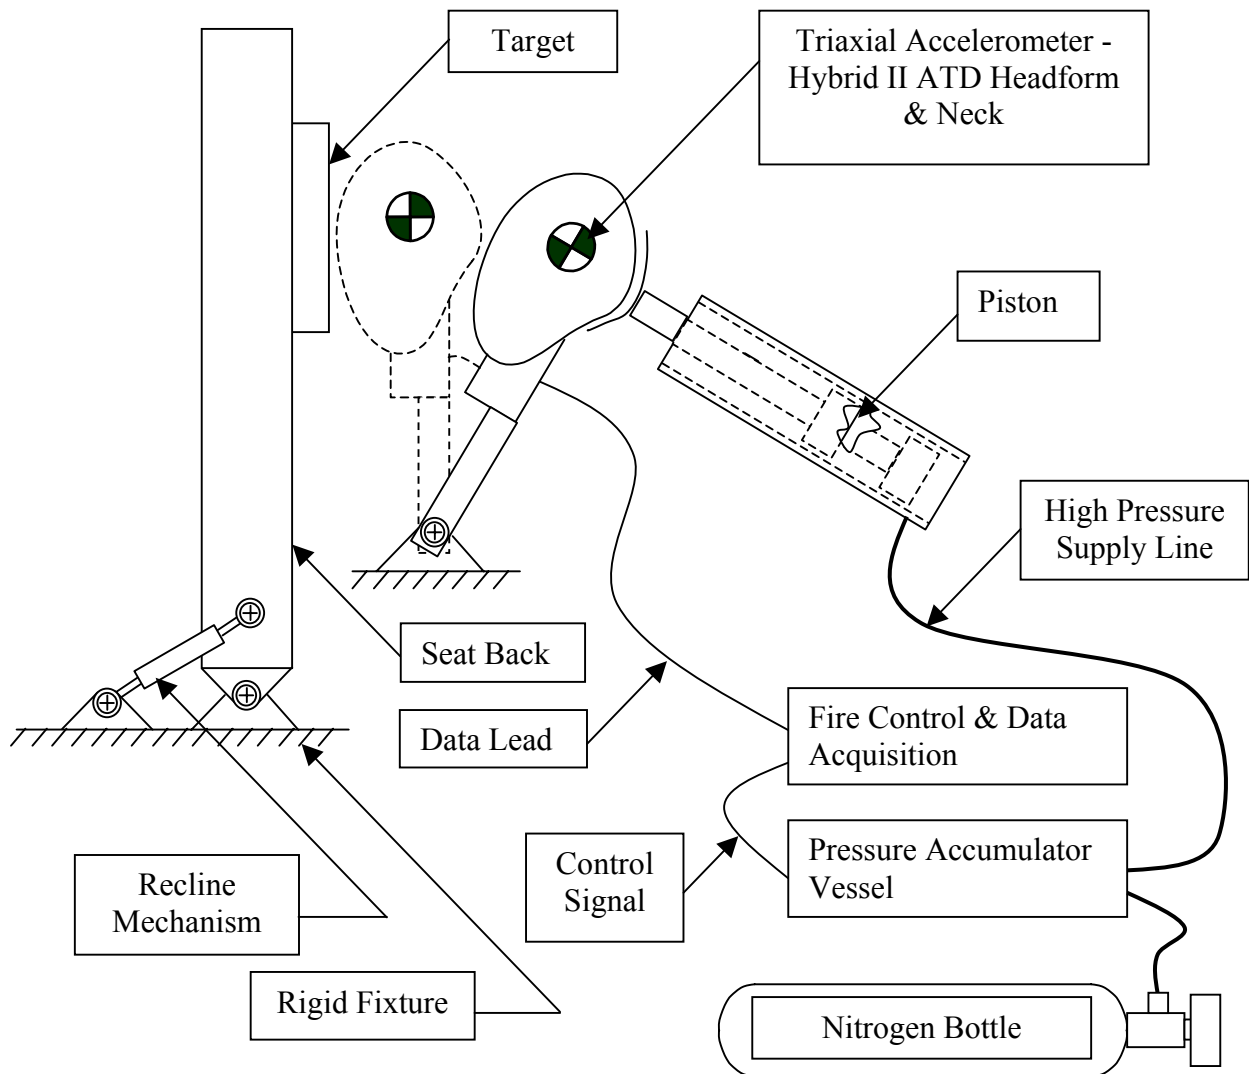 Target
Triaxial Accelerometer -
Hybrid II ATD Headform
& Neck
Piston
High Pressure
Supply Line
Seat Back
Data Lead
Fire Control & Data
Acquisition
Control
Signal
Pressure Accumulator
Vessel
Recline
Mechanism
Rigid Fixture
Nitrogen Bottle